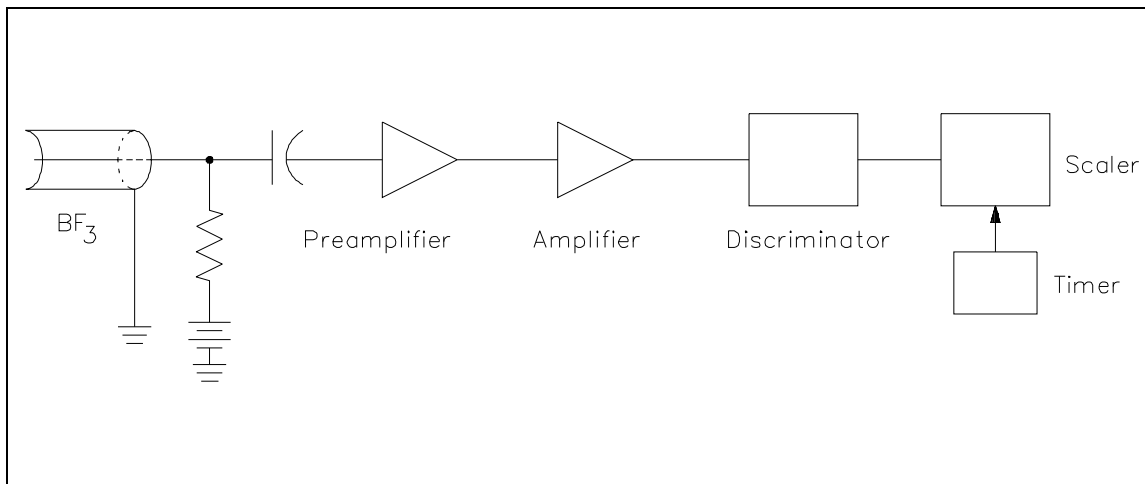 BF3
Preamplifier
Amplifier
Discriminator
Scaler
Timer